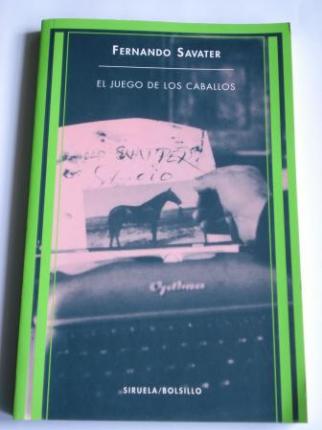 FERNANDO SAVATER
EL JUEGO DE LOS CABALLOS
SIRUELA/BOLSILLO